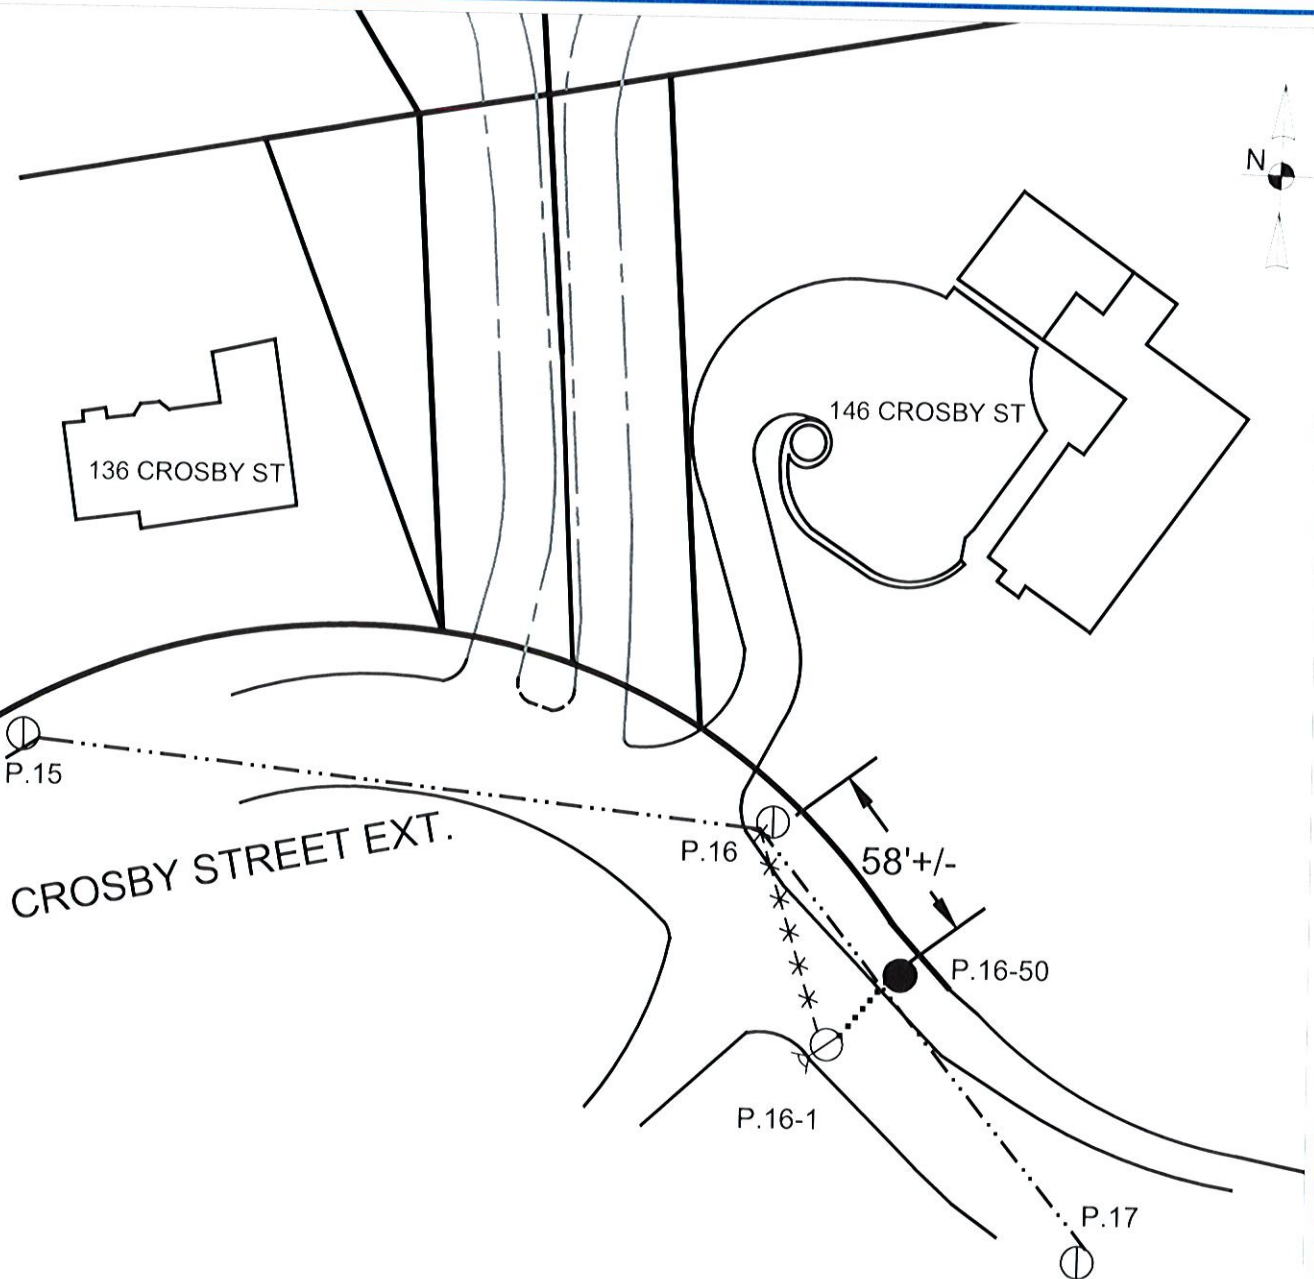 N
146 CROSBY ST
136 CROSBY ST
P.15
CROSBY STREET EXT.
P.16
58'+/-
P.16-50
P.16-1
P.17